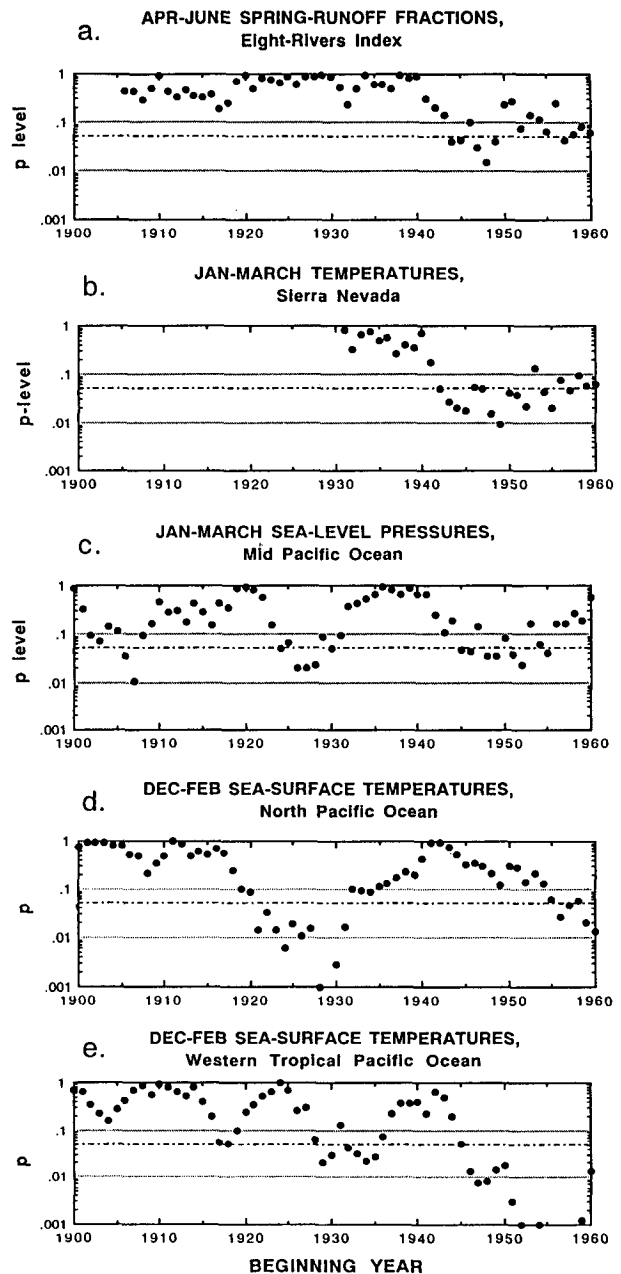 a.
APR-JUNE SPRING-RUNOFF FRACTIONS,
Eight-Rivers Index
1
.1
.01
.001
p level
1900 1910 1920 1930 1940 1950 1960
b.
JAN-MARCH TEMPERATURES,
Sierra Nevada
1
.1
.01
.001
p-level
1900 1910 1920 1930 1940 1950 1960
c.
JAN-MARCH SEA-LEVEL PRESSURES,
Mid Pacific Ocean
1
.1
.01
.001
p level
1900 1910 1920 1930 1940 1950 1960
d.
DEC-FEB SEA-SURFACE TEMPERATURES,
North Pacific Ocean
1
.1
.01
.001
p
1900 1910 1920 1930 1940 1950 1960
e.
DEC-FEB SEA-SURFACE TEMPERATURES,
Western Tropical Pacific Ocean
1
.1
.01
.001
p
1900 1910 1920 1930 1940 1950 1960
BEGINNING YEAR